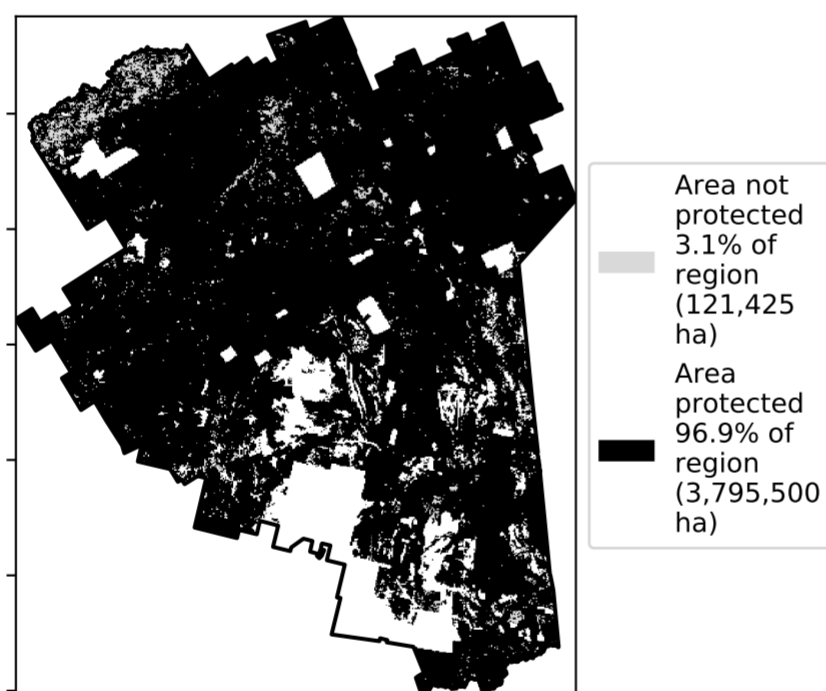 Area not
protected
3.1% of
region
(121,425
ha)
Area
protected
96.9% of
region
(3,795,500
ha)